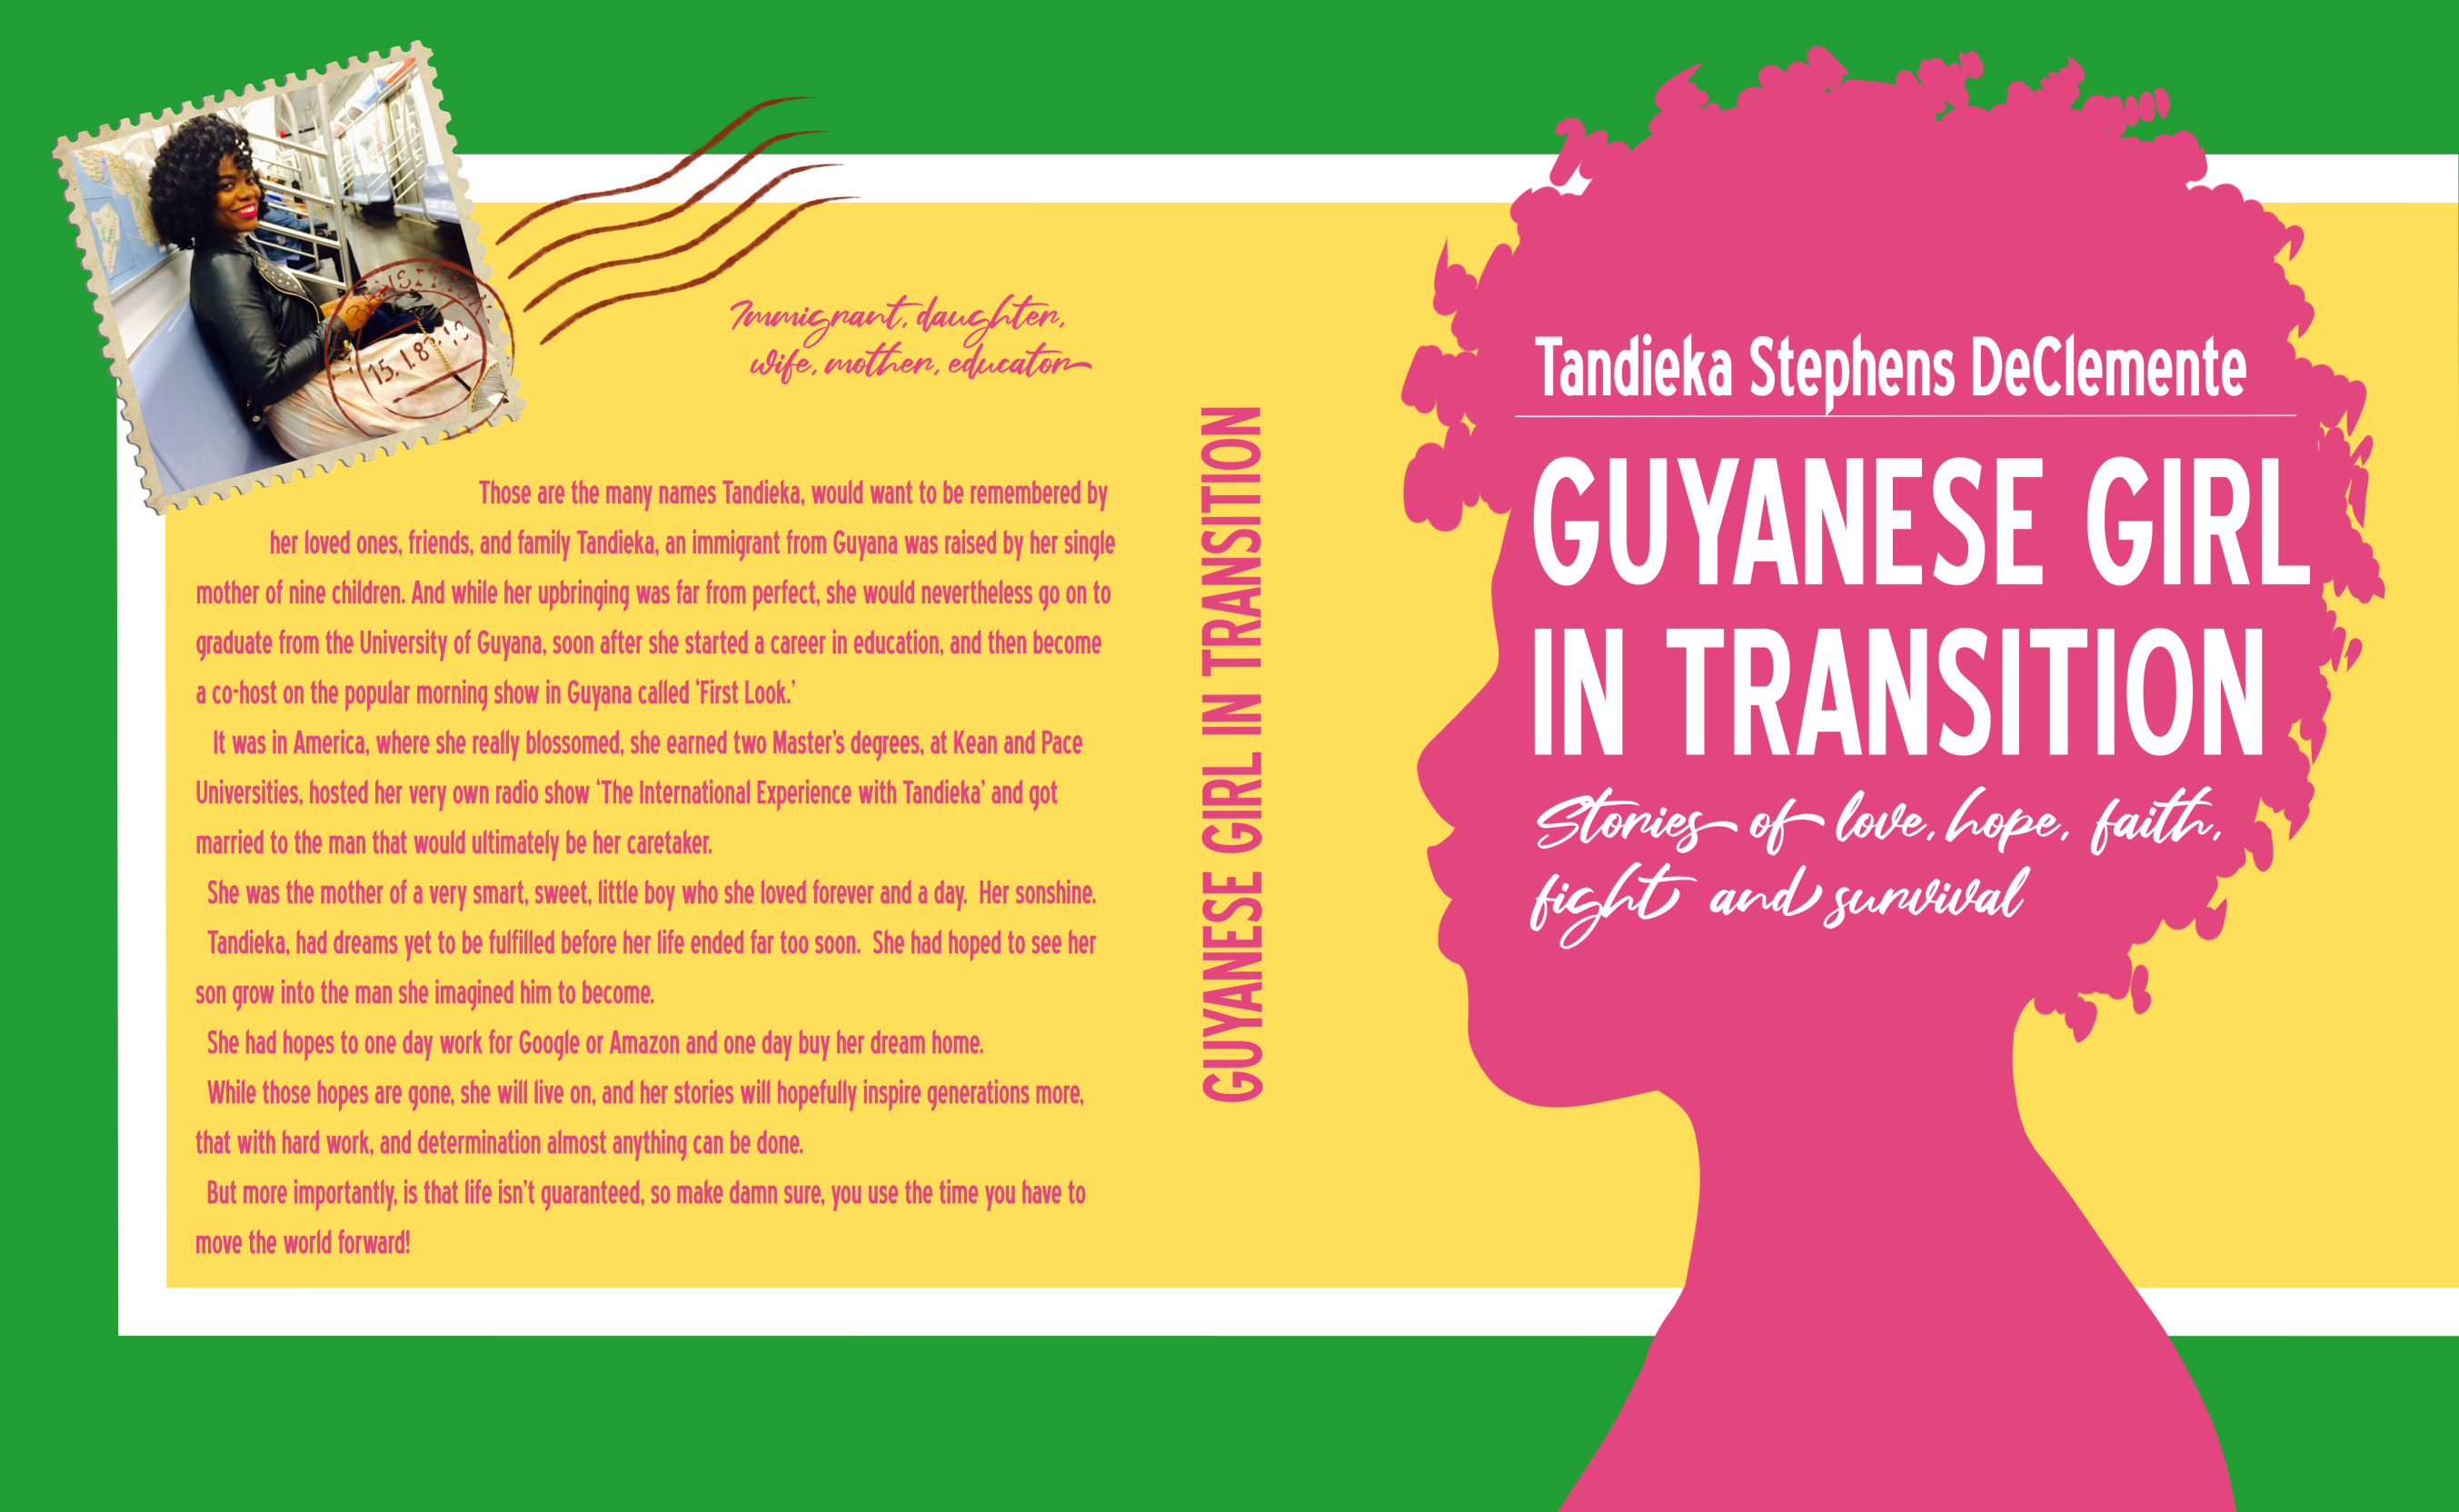 TRANSITION
15.1.8
Immigrant, daughter,
wife, mother, educator
Those are the many names Tandieka, would want to be remembered by
her loved ones, friends, and family Tandieka, an immigrant from Guyana was raised by her single
mother of nine children. And while her upbringing was far from perfect, she would nevertheless go on to
graduate from the University of Guyana, soon after she started a career in education, and then become
a co-host on the popular morning show in Guyana called ‘First Look.’
It was in America, where she really blossomed, she earned two Master’s degrees, at Kean and Pace
Universities, hosted her very own radio show ‘The International Experience with Tandieka’ and got
married to the man that would ultimately be her caretaker.
She was the mother of a very smart, sweet, little boy who she loved forever and a day. Her sonshine.
Tandieka, had dreams yet to be fulfilled before her life ended far too soon. She had hoped to see her
son grow into the man she imagined him to become.
She had hopes to one day work for Google or Amazon and one day buy her dream home.
While those hopes are gone, she will live on, and her stories will hopefully inspire generations more,
that with hard work, and determination almost anything can be done.
But more importantly, is that life isn’t guaranteed, so make damn sure, you use the time you have to
move the world forward!
GUYANESE GIRL IN TRANSITION
Tandieka Stephens DeClemente
GUYANESE GIRL
IN TRANSITION
Stories of love, hope, faith,
fight and survival